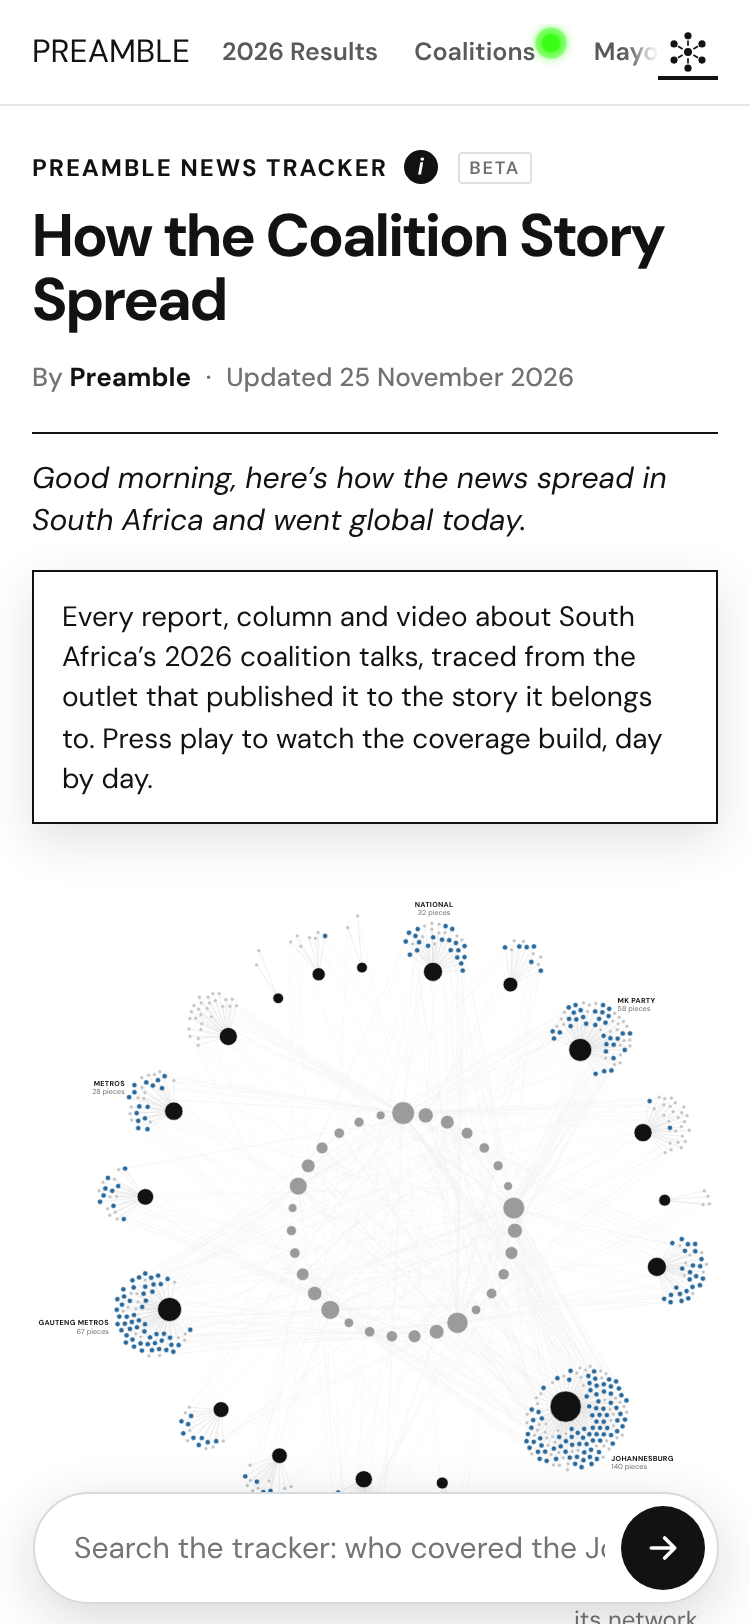 PREAMBLE 2026 Results Coalitions Mayo
PREAMBLE NEWS TRACKER i BETA
How the Coalition Story
Spread
By Preamble · Updated 25 November 2026
Good morning, here’s how the news spread in
South Africa and went global today.
Every report, column and video about South
Africa’s 2026 coalition talks, traced from the
outlet that published it to the story it belongs
to. Press play to watch the coverage build, day
by day.
NATIONAL
32 pieces
MK PARTY
58 pieces
METROS
28 pieces
GAUTENG METROS
67 pieces
JOHANNESBURG
140 pieces
Search the tracker: who covered the Jo
its network